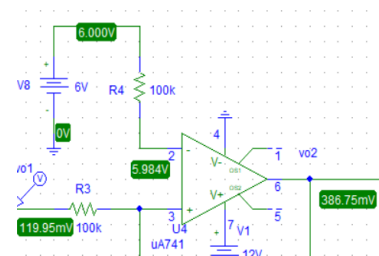 6.000V
V8
6V
R4
100k
0V
4
2
-
V-
OS1
1
vo2
vo1
V
R3
5.984V
6
V+
OS2
386.75mV
119.95mV
100k
3
+
U4
7
V1
5
uA741
12V